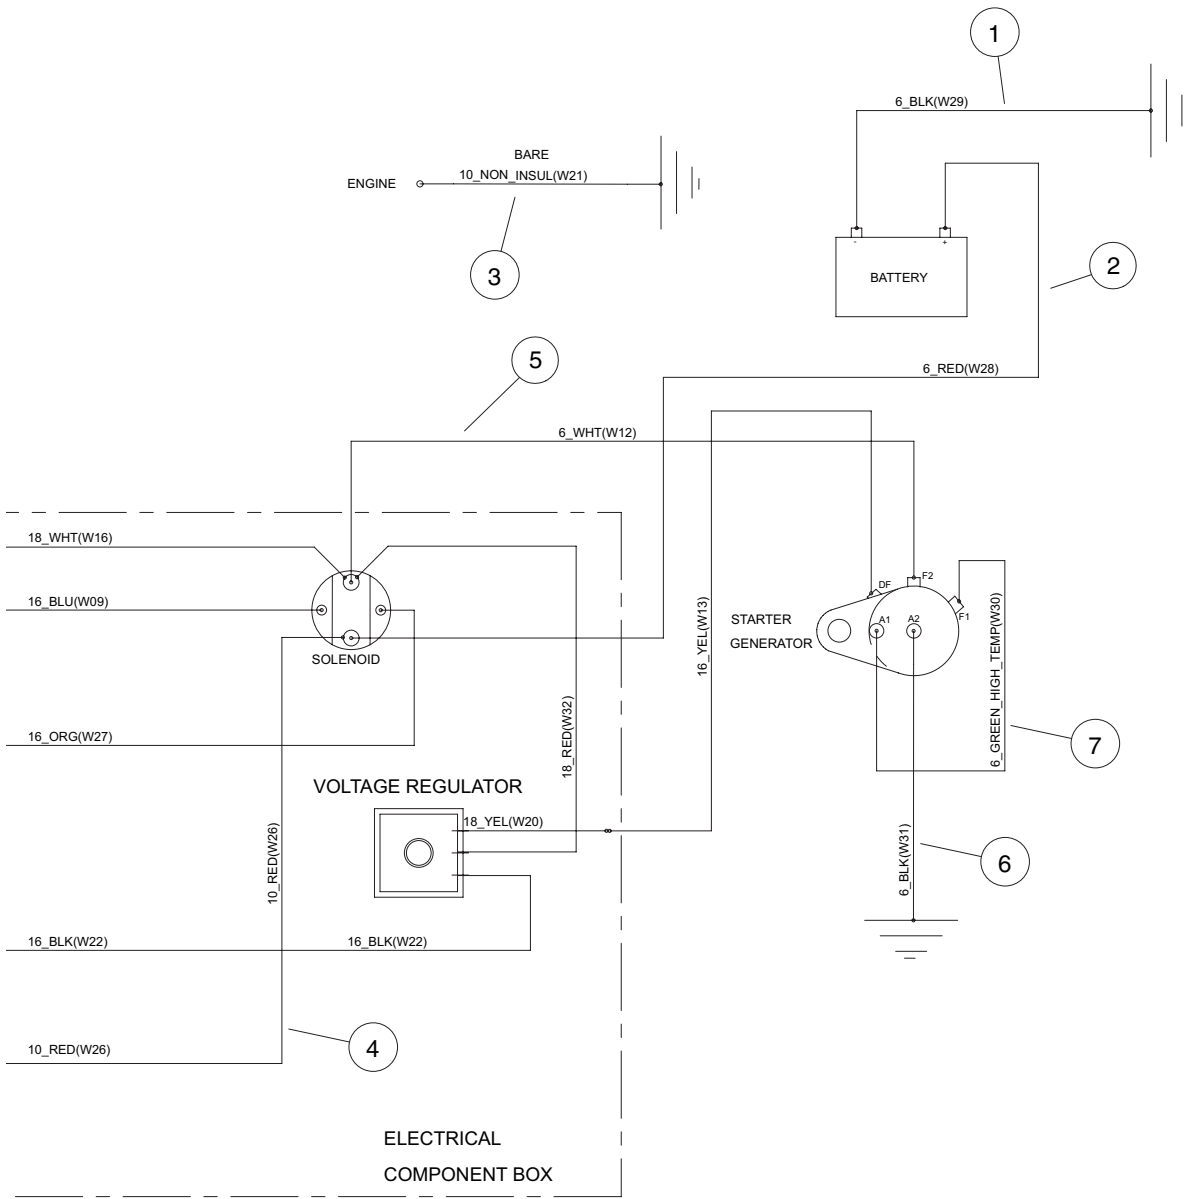 1
6_BLK(W29)
BARE
10_NON_INSUL(W21)
ENGINE
3
- +
BATTERY
2
5
6_RED(W28)
6_WHT(W12)
18_WHT(W16)
16_BLU(W09)
SOLENOID
DF
F2
F1
A1
A2
STARTER
GENERATOR
16_YEL(W13)
6_GREEN_HIGH_TEMP(W30)
7
16_ORG(W27)
18_RED(W32)
VOLTAGE REGULATOR
18_YEL(W20)
10_RED(W26)
6_BLK(W31)
6
16_BLK(W22)
16_BLK(W22)
10_RED(W26)
4
ELECTRICAL
COMPONENT BOX